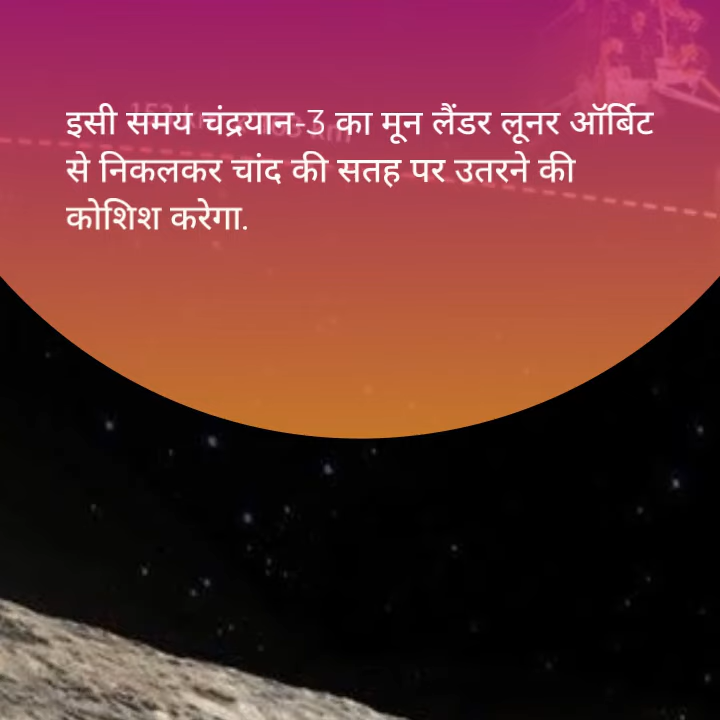 इसी समय चंद्रयान-3 का मून लैंडर लूनर ऑर्बिट
से निकलकर चांद की सतह पर उतरने की
कोशिश करेगा.